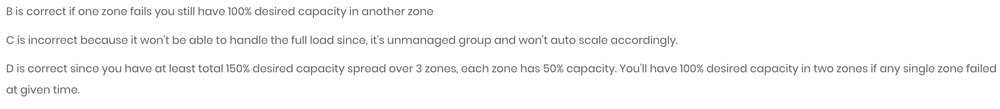 B is correct if one zone fails you still have 100% desired capacity in another zone
C is incorrect because it won't be able to handle the full load since, it's unmanaged group and won't auto scale accordingly.
D is correct since you have at least total 150% desired capacity spread over 3 zones, each zone has 50% capacity. You’ll have 100% desired capacity in two zones if any single zone failed
at given time.